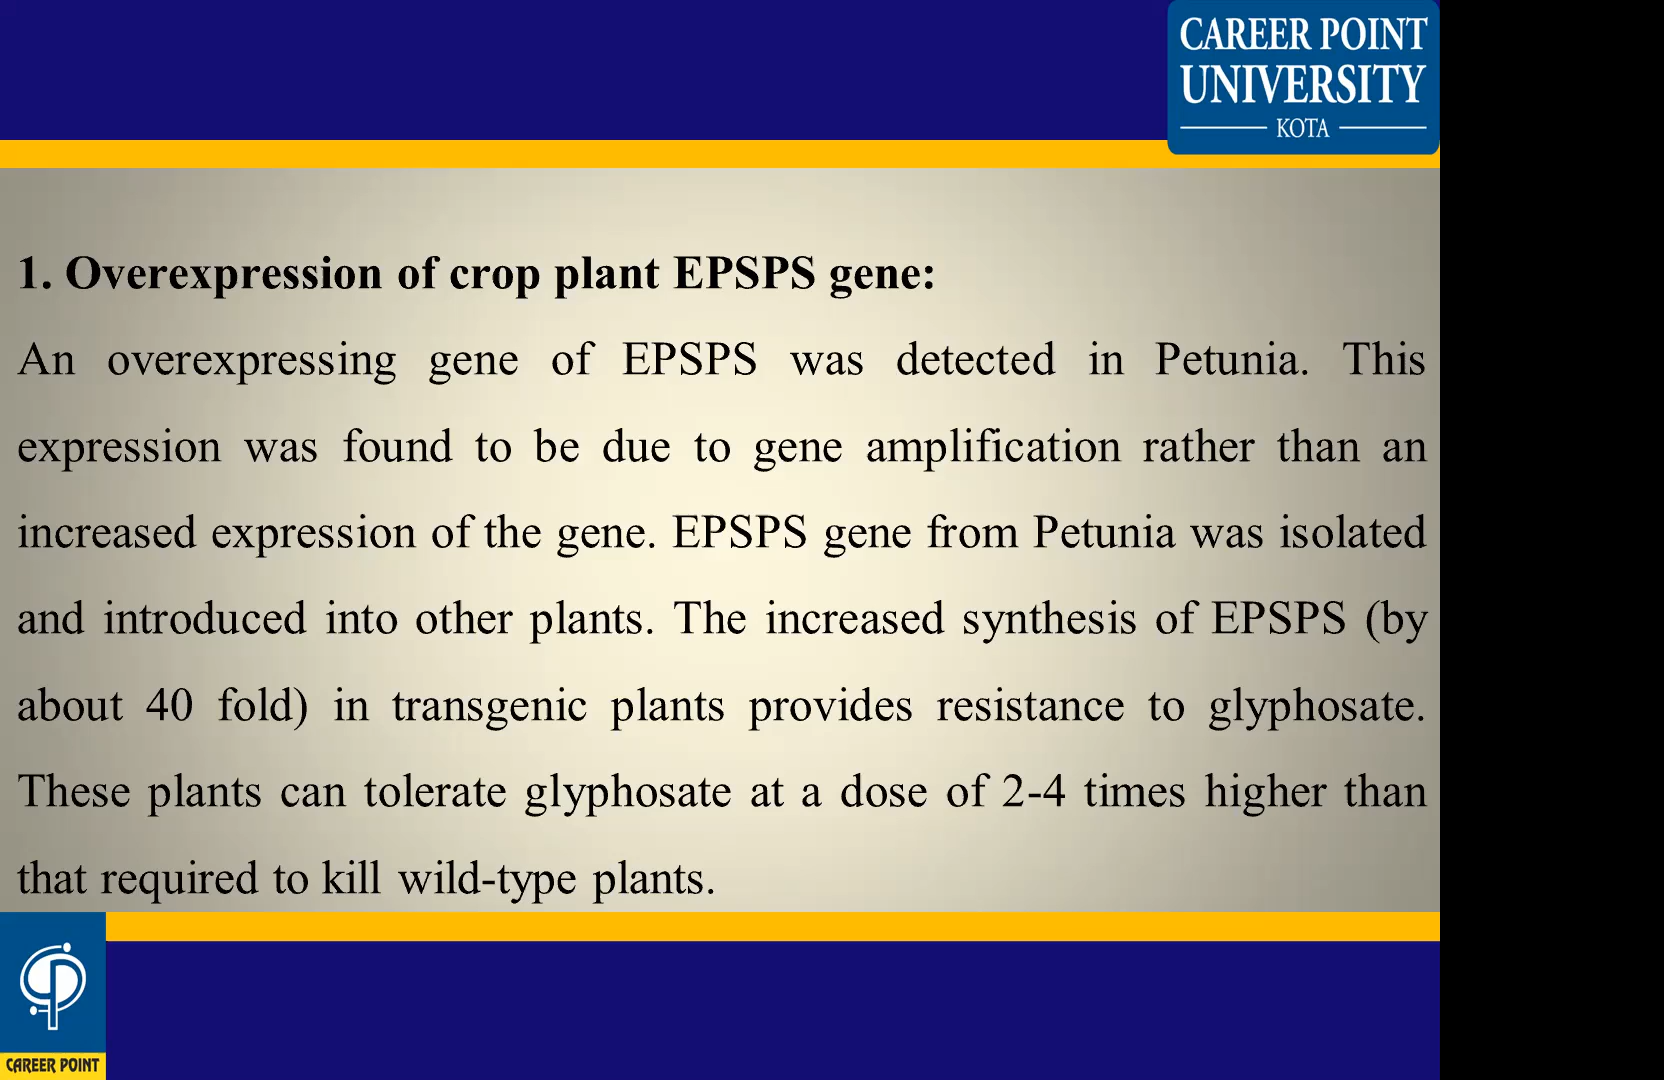 CAREER POINT
UNIVERSITY
KOTA
1. Overexpression of crop plant EPSPS gene:
An overexpressing gene of EPSPS was detected in Petunia. This
expression was found to be due to gene amplification rather than an
increased expression of the gene. EPSPS gene from Petunia was isolated
and introduced into other plants. The increased synthesis of EPSPS (by
about 40 fold) in transgenic plants provides resistance to glyphosate.
These plants can tolerate glyphosate at a dose of 2-4 times higher than
that required to kill wild-type plants.
CAREER POINT